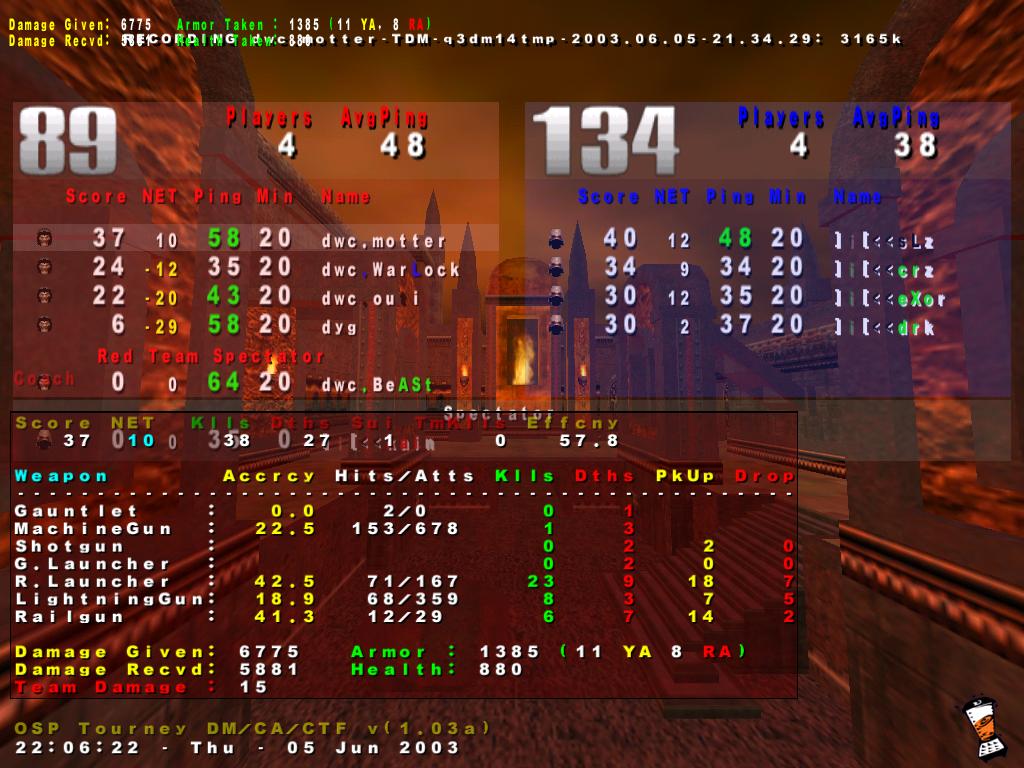 Damage Given: 6775 Armor Taken : 1385 (11 YA, 8 RA)
Damage Recvd: 5881 Health Taken: 880
RECORDING dwc,motter-TDM-q3dm14tmp-2003.06.05-21.34.29: 3165k
89 Players AvgPing
4 48
134 Players AvgPing
4 38
Score NET Ping Min Name
37 10 58 20 dwc,motter
24 -12 35 20 dwc,WarLock
22 -20 43 20
6 -29 58 20 dyg
Red Team Spectator
Coach 0 0 64 20 dwc,BeASt
Score NET Ping Min Name
40 12 48 20 ]i[<<sLz
34 9 34 20 ]i[<<crz
30 12 35 20 ]i[<<eXor
30 2 37 20 ]i[<<drk
Spectator
Score NET Klls Dths Sui TmKlls Effcny
37 10 38 27 1 0 57.8
Weapon Accrcy Hits/Atts Klls Dths PkUp Drop
Gauntlet : 0.0 2/0 0 1
MachineGun : 22.5 153/678 1 3
Shotgun : 0 2 2 0
G.Launcher : 0 2 0 0
R.Launcher : 42.5 71/167 23 9 18 7
LightningGun: 18.9 68/359 8 3 7 5
Railgun : 41.3 12/29 6 7 14 2
Damage Given: 6775 Armor : 1385 (11 YA 8 RA)
Damage Recvd: 5881 Health: 880
Team Damage : 15
OSP Tourney DM/CA/CTF v(1.03a)
22:06:22 - Thu - 05 Jun 2003